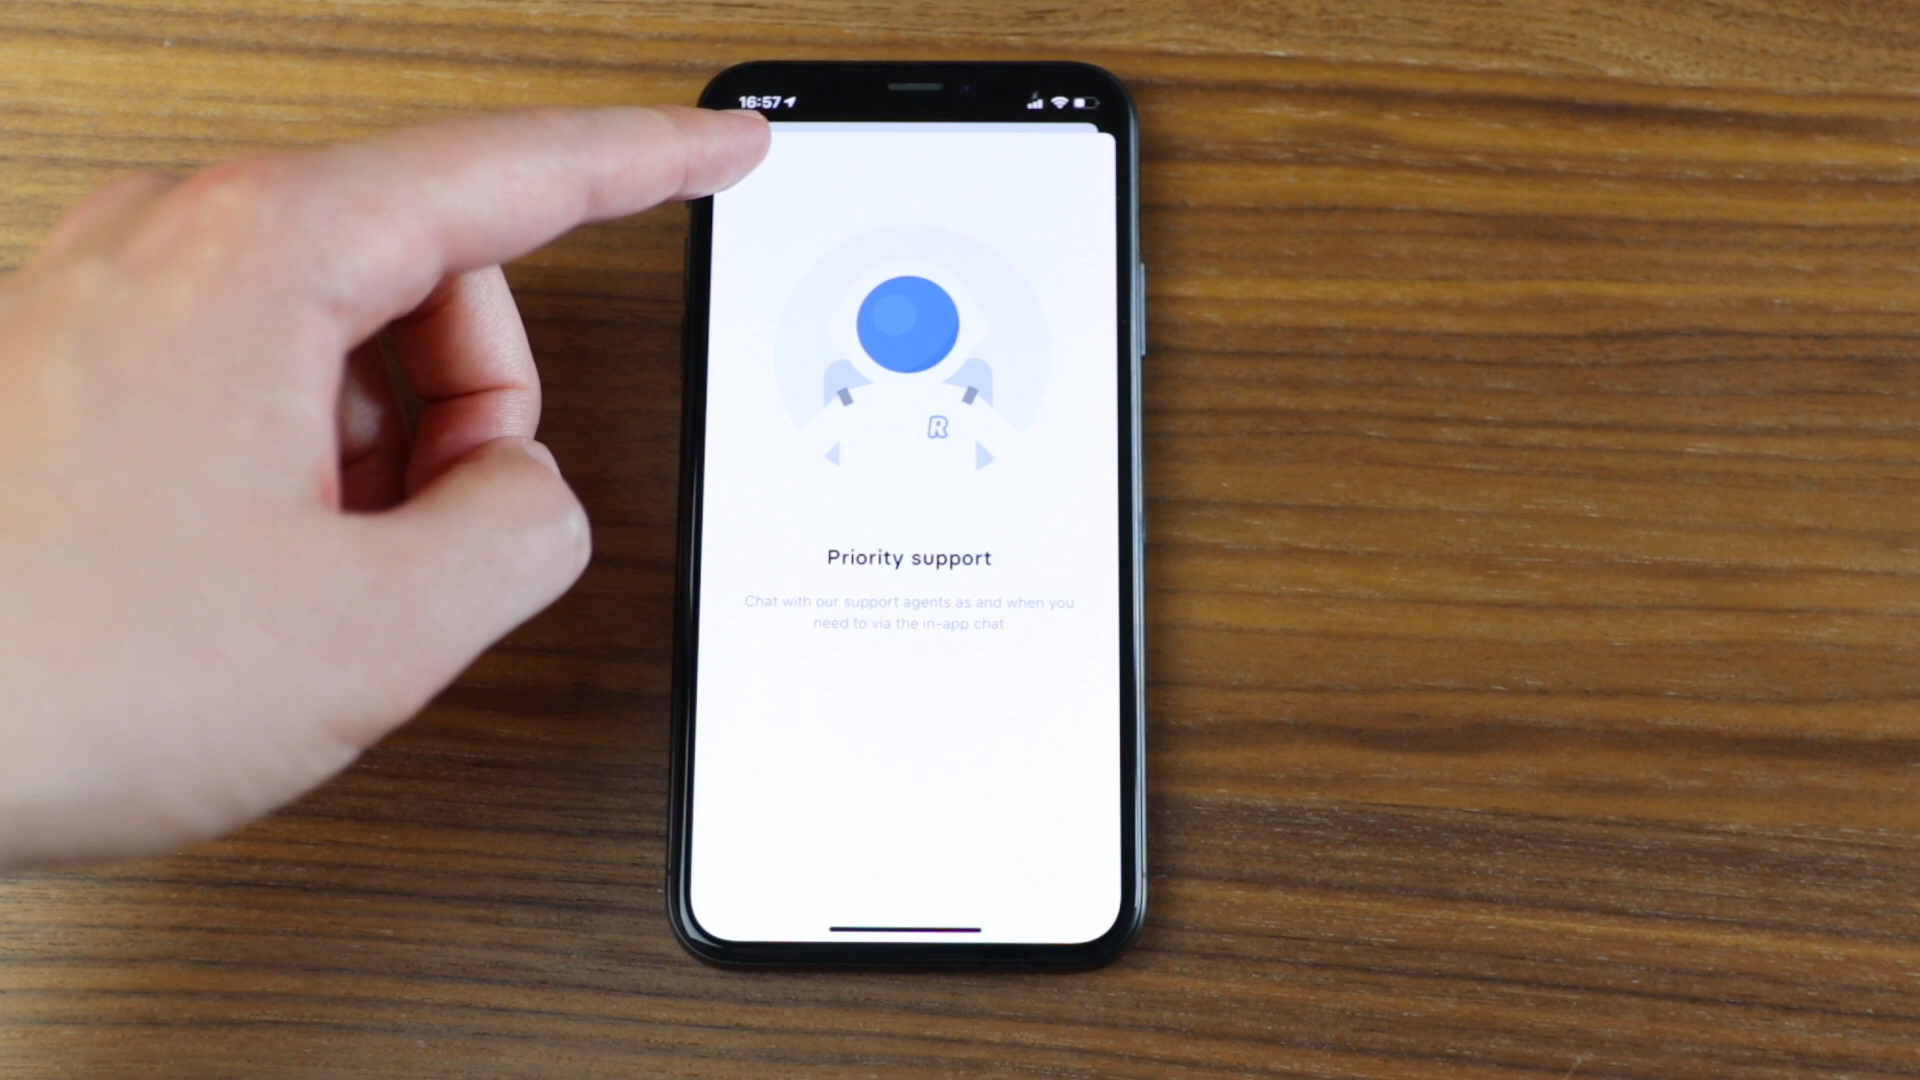 16:57
R
Priority support
Chat with our support agents as and when you
need to via the in-app chat